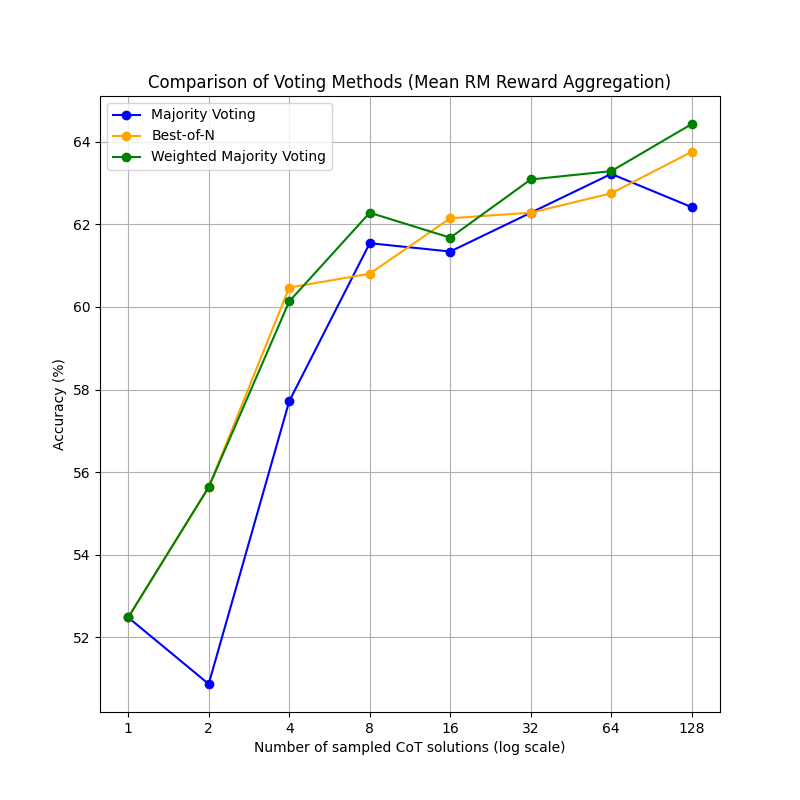 Comparison of Voting Methods (Mean RM Reward Aggregation)
Majority Voting
Best-of-N
Weighted Majority Voting
64
62
60
58
56
54
52
Accuracy (%)
1 2 4 8 16 32 64 128
Number of sampled CoT solutions (log scale)